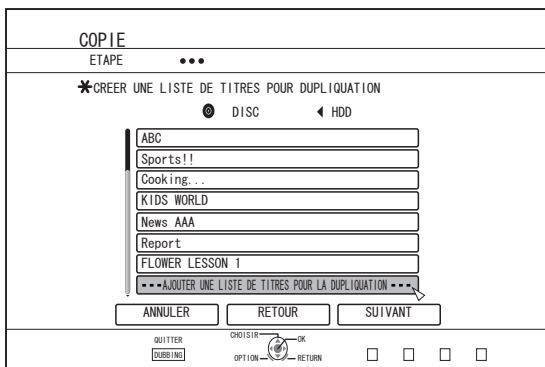 COPIE
ETAPE
CREER UNE LISTE DE TITRES POUR DUPLIQUATION
DISC HDD
ABC
Sports!!
Cooking...
KIDS WORLD
News AAA
Report
FLOWER LESSON 1
---AJOUTER UNE LISTE DE TITRES POUR LA DUPLIQUATION ---
ANNULER RETOUR SUIVANT
QUITTER CHOISIR OK
DUBBING OPTION RETURN